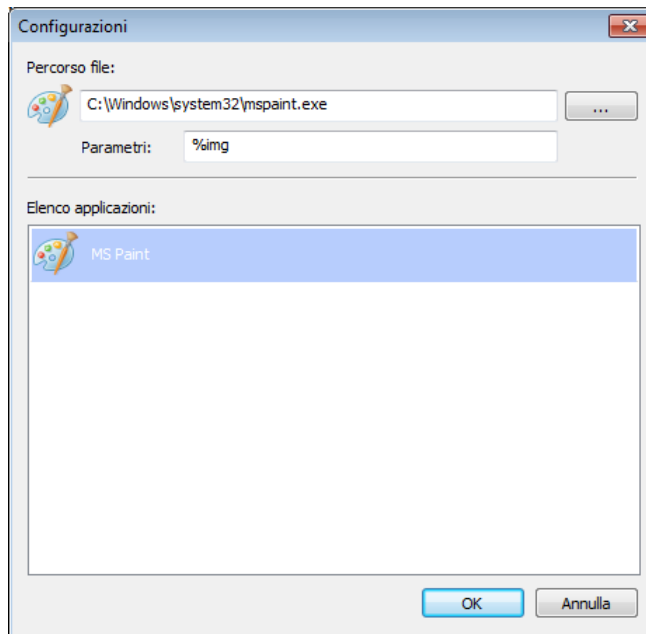 Configurazioni
Percorso file:
C:\Windows\system32\mspaint.exe
...
Parametri:
%img
Elenco applicazioni:
MS Paint
OK
Annulla